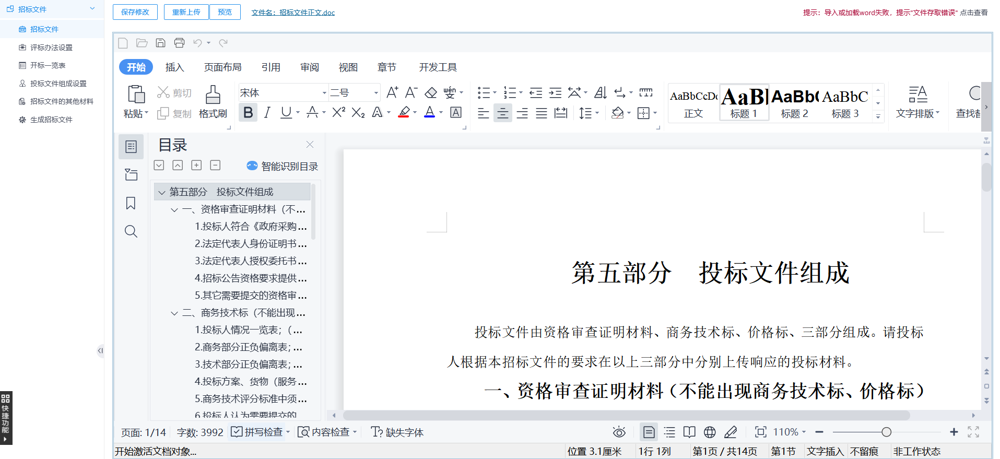 招标文件
招标文件
评标办法设置
开标一览表
投标文件组成设置
招标文件的其他材料
生成招标文件
快捷功能
保存修改 重新上传 预览 文件名：招标文件正文.doc
提示：导入或加载word失败，提示"文件存取错误" 点击查看
开始 插入 页面布局 引用 审阅 视图 章节 开发工具
粘贴 剪切 复制 格式刷
宋体 二号
AaBbCcDd AaBb AaBbC AaBbC
正文 标题 1 标题 2 标题 3
文字排版 查找替
目录
智能识别目录
第五部分 投标文件组成
一、资格审查证明材料（不...
1.投标人符合《政府采购...
2.法定代表人身份证明书...
3.法定代表人授权委托书...
4.招标公告资格要求提供...
5.其它需要提交的资格审...
二、商务技术标（不能出现...
1.投标人情况一览表；（...
2.商务部分正负偏离表；...
3.技术部分正负偏离表；...
4.投标方案、货物（服务...
5.商务技术评分标准中须...
6.投标人认为需要提交的
第五部分 投标文件组成
投标文件由资格审查证明材料、商务技术标、价格标、三部分组成。请投标
人根据本招标文件的要求在以上三部分中分别上传响应的投标材料。
一、资格审查证明材料（不能出现商务技术标、价格标）
页面: 1/14 字数: 3992 拼写检查 内容检查 缺失字体 110%
开始激活文档对象... 位置 3.1厘米 1行 1列 第1页 / 共14页 第1节 文字插入 不留痕 非工作状态